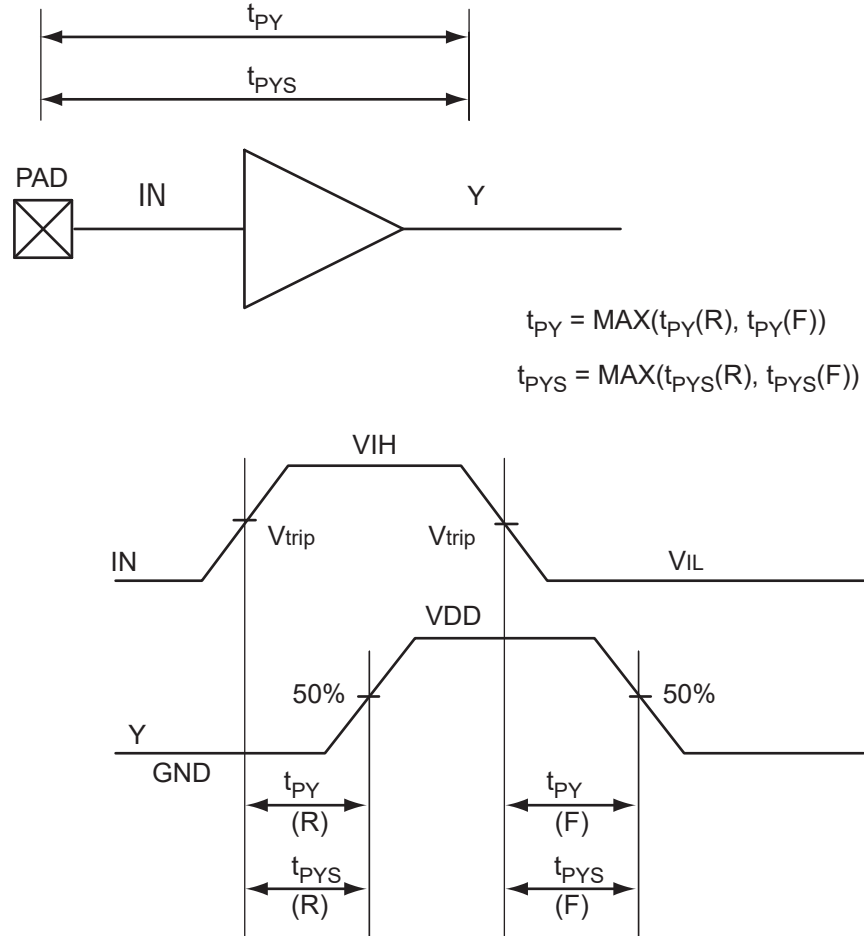 tPY
tPYS
PAD
IN
Y
tPY = MAX(tPY(R), tPY(F))
tPYS = MAX(tPYS(R), tPYS(F))
VIH
Vtrip
Vtrip
IN
VIL
VDD
50%
50%
Y
GND
tPY
(R)
tPY
(F)
tPYS
(R)
tPYS
(F)